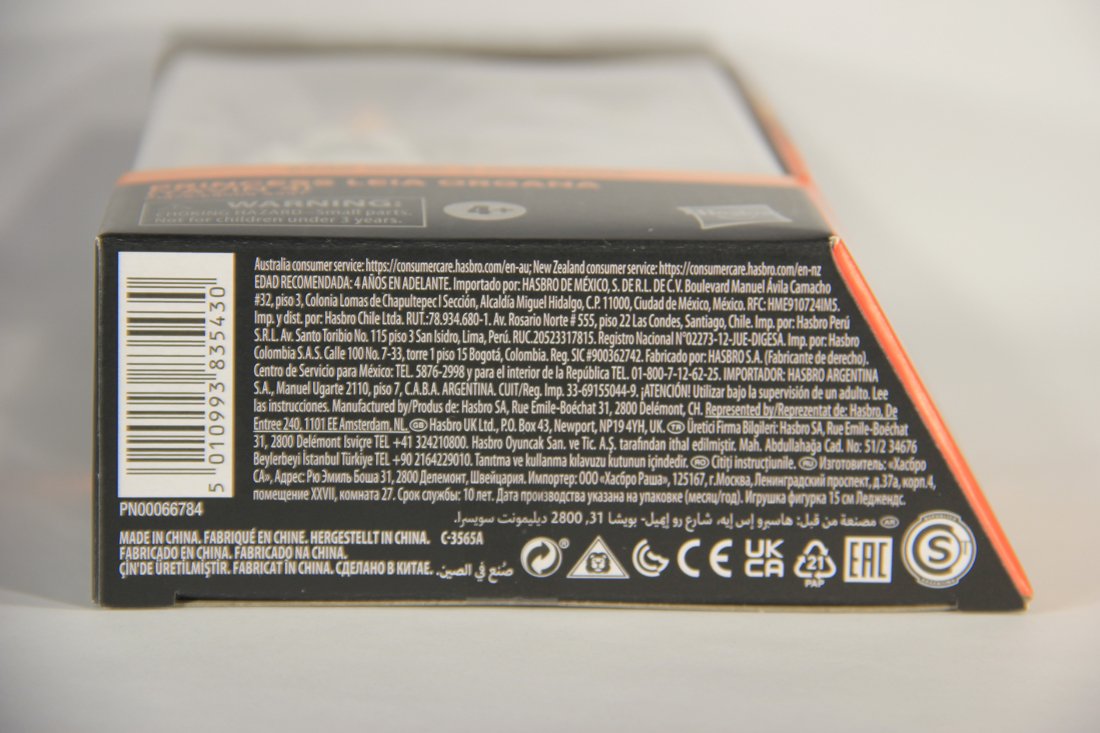 PRINCESS LEIA ORGANA
WARNING:
CHOKING HAZARD–Small parts.
Not for children under 3 years.
4+
Australia consumer service: https://consumercare.hasbro.com/en-au; New Zealand consumer service: https://consumercare.hasbro.com/en-nz
EDAD RECOMENDADA: 4 AÑOS EN ADELANTE. Importado por: HASBRO DE MÉXICO, S. DE R.L. DE C.V. Boulevard Manuel Ávila Camacho
#32, piso 3, Colonia Lomas de Chapultepec I Sección, Alcaldía Miguel Hidalgo, C.P. 11000, Ciudad de México, México. RFC: HME910724IM5.
Imp. y dist. por: Hasbro Chile Ltda. RUT.:78.934.680-1. Av. Rosario Norte # 555, piso 22 Las Condes, Santiago, Chile. Imp. por: Hasbro Perú
S.R.L. Av. Santo Toribio No. 115 piso 3 San Isidro, Lima, Perú. RUC.20523317815. Registro Nacional N°02273-12-JUE-DIGESA. Imp. por: Hasbro
Colombia S.A.S. Calle 100 No. 7-33, torre 1 piso 15 Bogotá, Colombia. Reg. SIC #900362742. Fabricado por: HASBRO S.A. (Fabricante de derecho).
Centro de Servicio para México: TEL. 5876-2998 y para el interior de la República TEL. 01-800-7-12-62-25. IMPORTADOR: HASBRO ARGENTINA
S.A., Manuel Ugarte 2110, piso 7, C.A.B.A. ARGENTINA. CUIT/Reg. Imp. 33-69155044-9. ¡ATENCIÓN! Utilizar bajo la supervisión de un adulto. Lee
las instrucciones. Manufactured by/Produs de: Hasbro SA, Rue Emile-Boéchat 31, 2800 Delémont, CH. Represented by/Reprezentat de: Hasbro, De
Entree 240, 1101 EE Amsterdam, NL. GB Hasbro UK Ltd., P.O. Box 43, Newport, NP19 4YH, UK. TR Üretici Firma Bilgileri: Hasbro SA, Rue Emile-Boéchat
31, 2800 Delémont İsviçre TEL +41 324210800. Hasbro Oyuncak San. ve Tic. A.Ş. tarafından ithal edilmiştir. Mah. Abdullahağa Cad. No: 51/2 34676
Beylerbeyi İstanbul Türkiye TEL +90 2164229010. Tanıtma ve kullanma kılavuzu kutunun içindedir. RO Citiți instrucțiunile. RU Изготовитель: «Хасбро
СА», Адрес: Рю Эмиль Боша 31, 2800 Делемонт, Швейцария. Импортер: ООО «Хасбро Раша», 125167, г.Москва, Ленинградский проспект, д.37а, корп.4,
помещение XXVII, комната 27. Срок службы: 10 лет. Дата производства указана на упаковке (месяц/год). Игрушка фигурка 15 см Леджендс.
AR مصنعة من قبل: هاسبرو إس إيه، شارع رو إميل- بويشا 31، 2800 ديليمونت سويسرا.
5 010993 835430
PN00066784
MADE IN CHINA. FABRIQUÉ EN CHINE. HERGESTELLT IN CHINA. C-3565A
FABRICADO EN CHINA. FABRICADO NA CHINA.
ÇİN'DE ÜRETİLMİŞTİR. FABRICAT ÎN CHINA. СДЕЛАНО В КИТАЕ. صُنع في الصين.
®
CE
UK
CA
21
PAP
EAC
S